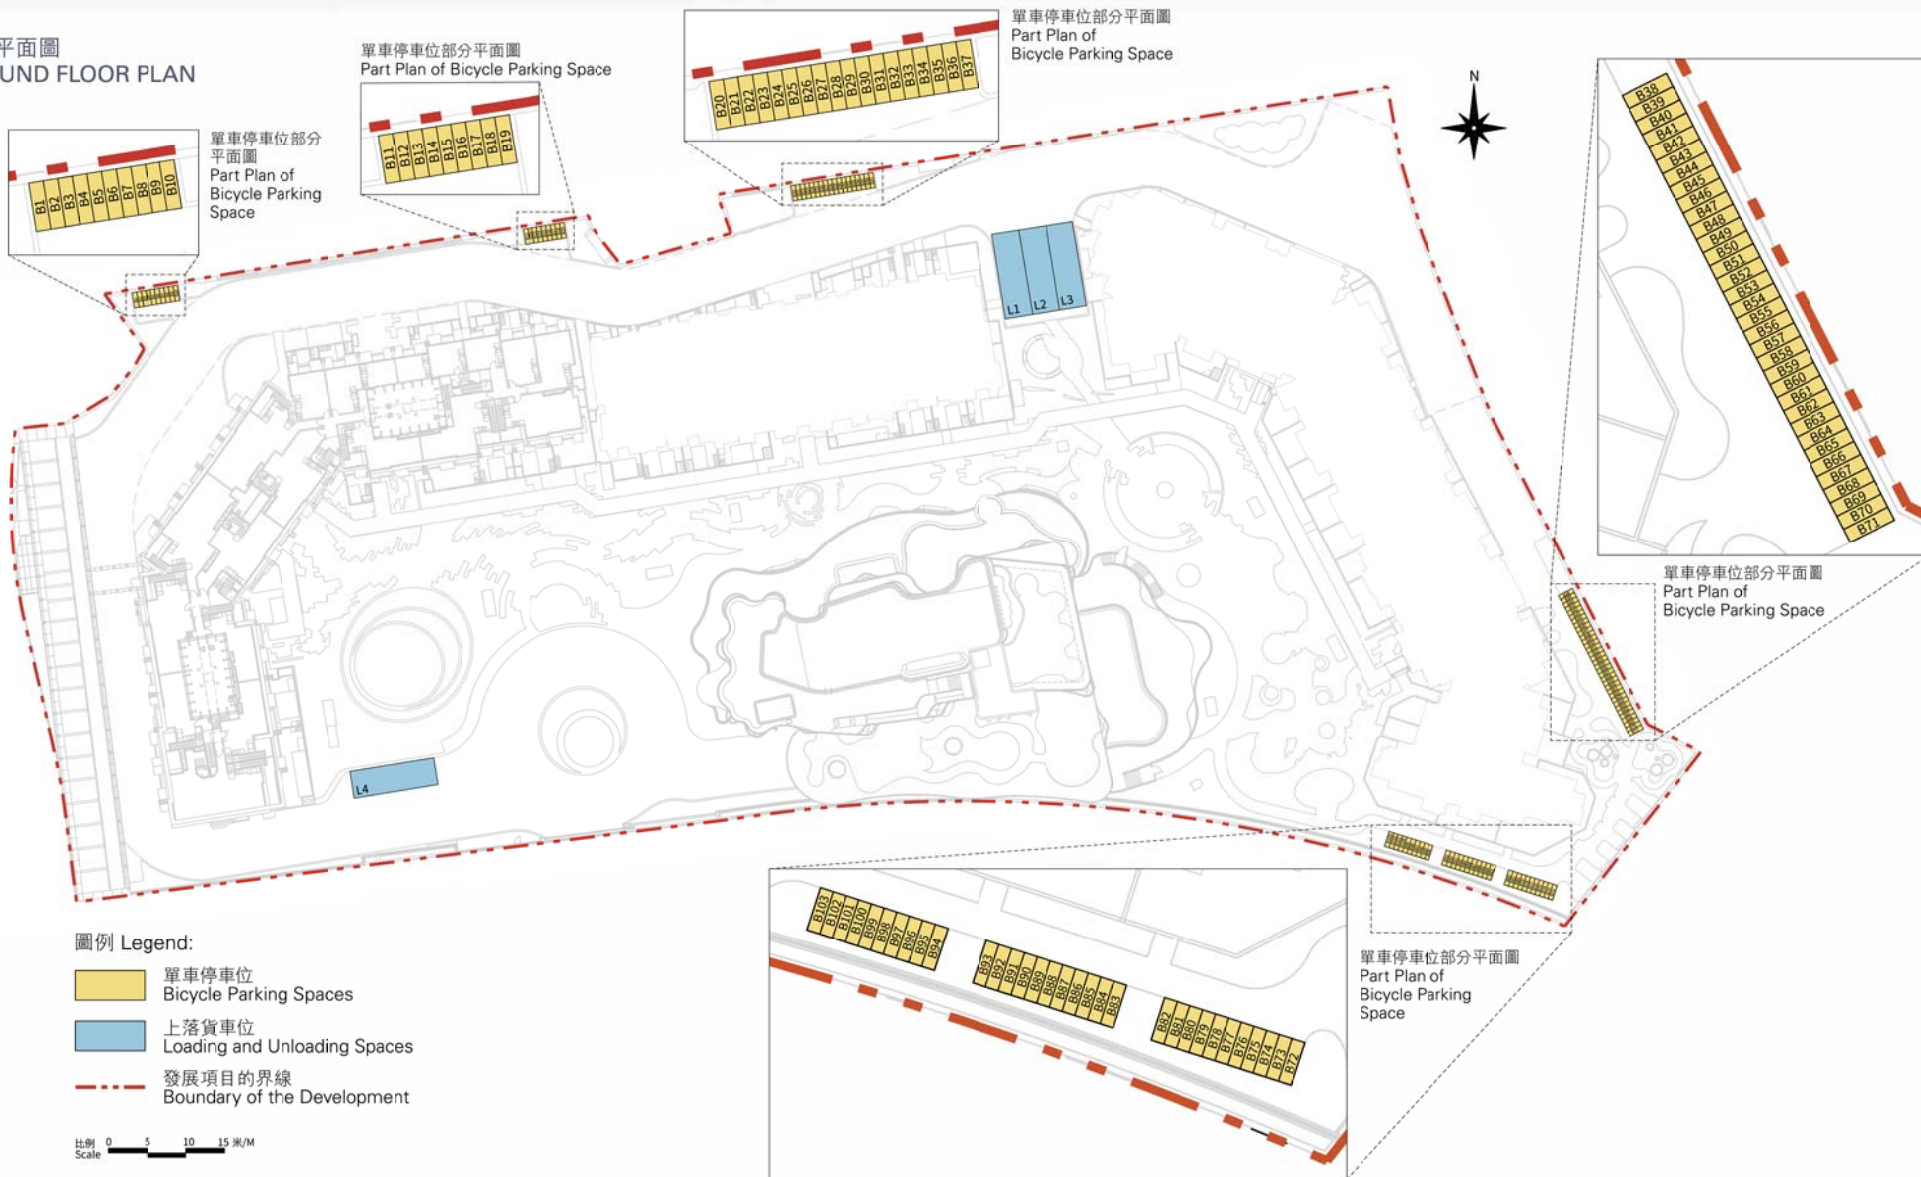 平面圖
UND FLOOR PLAN
單車停車位部分平面圖
Part Plan of Bicycle Parking Space
單車停車位部分平面圖
Part Plan of
Bicycle Parking Space
單車停車位部分
平面圖
Part Plan of
Bicycle Parking
Space
B1 B2 B3 B4 B5 B6 B7 B8 B9 B10
B11 B12 B13 B14 B15 B16 B17 B18 B19
B20 B21 B22 B23 B24 B25 B26 B27 B28 B29 B30 B31 B32 B33 B34 B35 B36 B37
N
B38
B39
B40
B41
B42
B43
B44
B45
B46
B47
B48
B49
B50
B51
B52
B53
B54
B55
B56
B57
B58
B59
B60
B61
B62
B63
B64
B65
B66
B67
B68
B69
B70
B71
單車停車位部分平面圖
Part Plan of
Bicycle Parking Space
L1 L2 L3
L4
B103 B102 B101 B100 B99 B98 B97 B96 B95 B94
B93 B92 B91 B90 B89 B88 B87 B86 B85 B84 B83
B82 B81 B80 B79 B78 B77 B76 B75 B74 B73 B72
單車停車位部分平面圖
Part Plan of
Bicycle Parking
Space
圖例 Legend:
單車停車位
Bicycle Parking Spaces
上落貨車位
Loading and Unloading Spaces
發展項目的界線
Boundary of the Development
比例 0 5 10 15 米/M
Scale